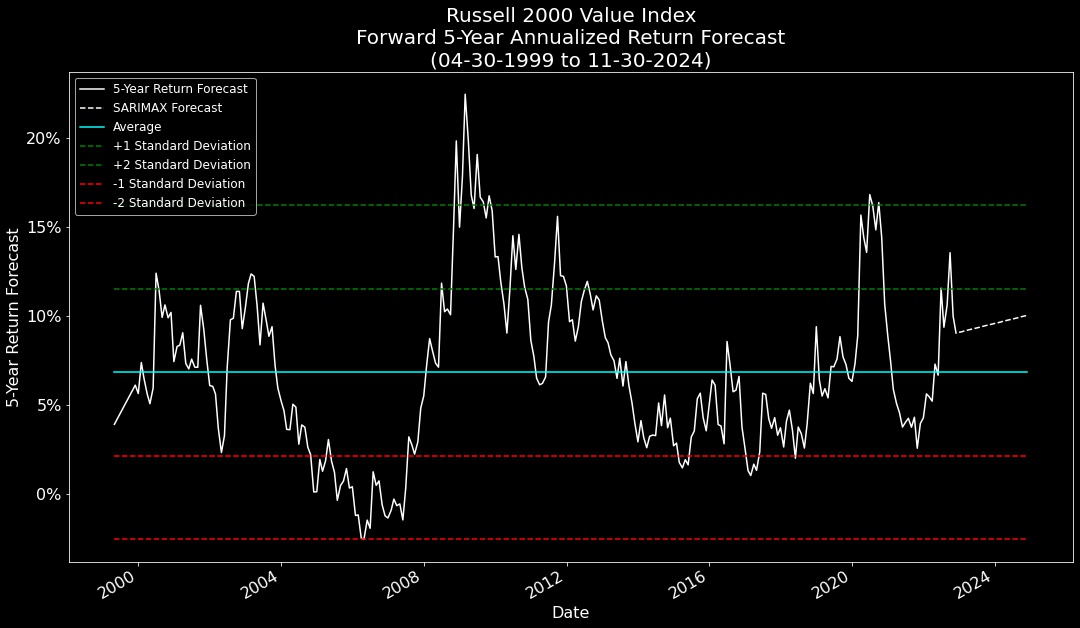 Russell 2000 Value Index
Forward 5-Year Annualized Return Forecast
(04-30-1999 to 11-30-2024)
5-Year Return Forecast
SARIMAX Forecast
Average
+1 Standard Deviation
+2 Standard Deviation
-1 Standard Deviation
-2 Standard Deviation
5-Year Return Forecast
20%
15%
10%
5%
0%
2000
2004
2008
2012
2016
2020
2024
Date